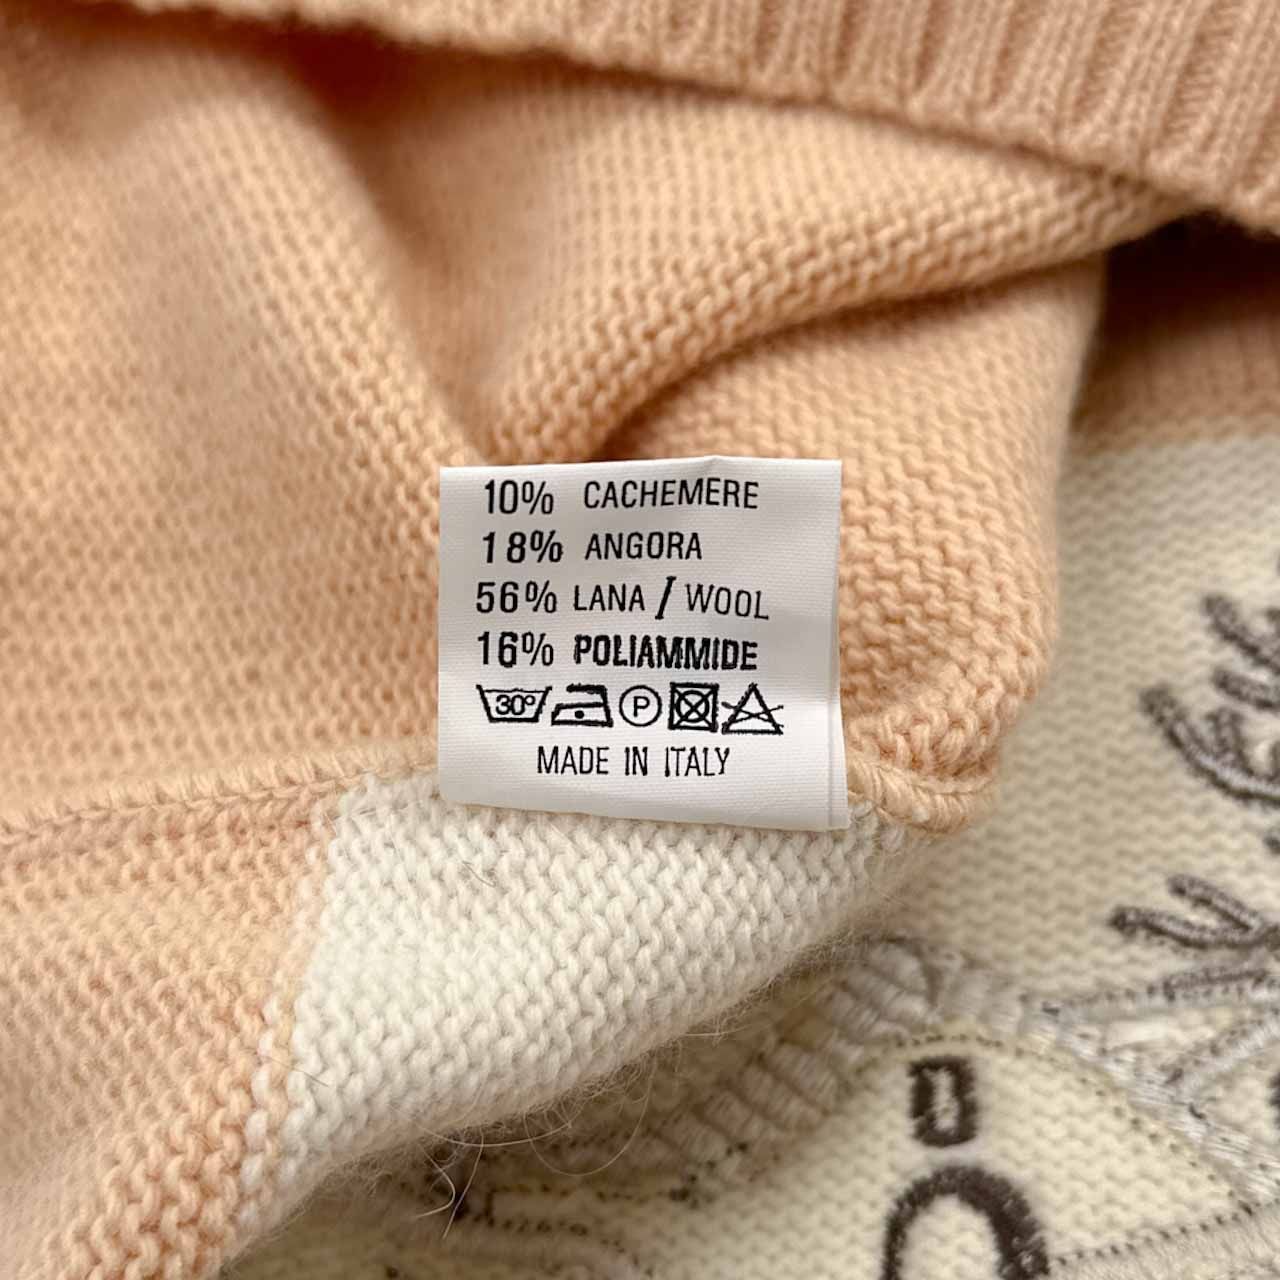 10% CACHEMERE
18% ANGORA
56% LANA / WOOL
16% POLIAMMIDE
30° P
MADE IN ITALY